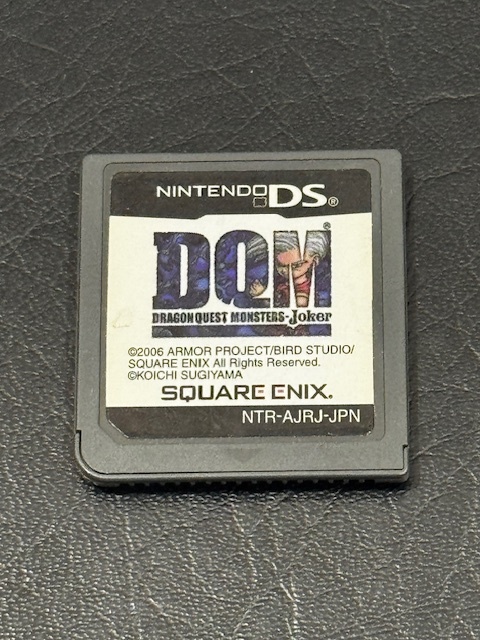 NINTENDO DS®
DQM®
DRAGON QUEST MONSTERS-Joker
©2006 ARMOR PROJECT/BIRD STUDIO/
SQUARE ENIX All Rights Reserved.
©KOICHI SUGIYAMA
SQUARE ENIX.
NTR-AJRJ-JPN